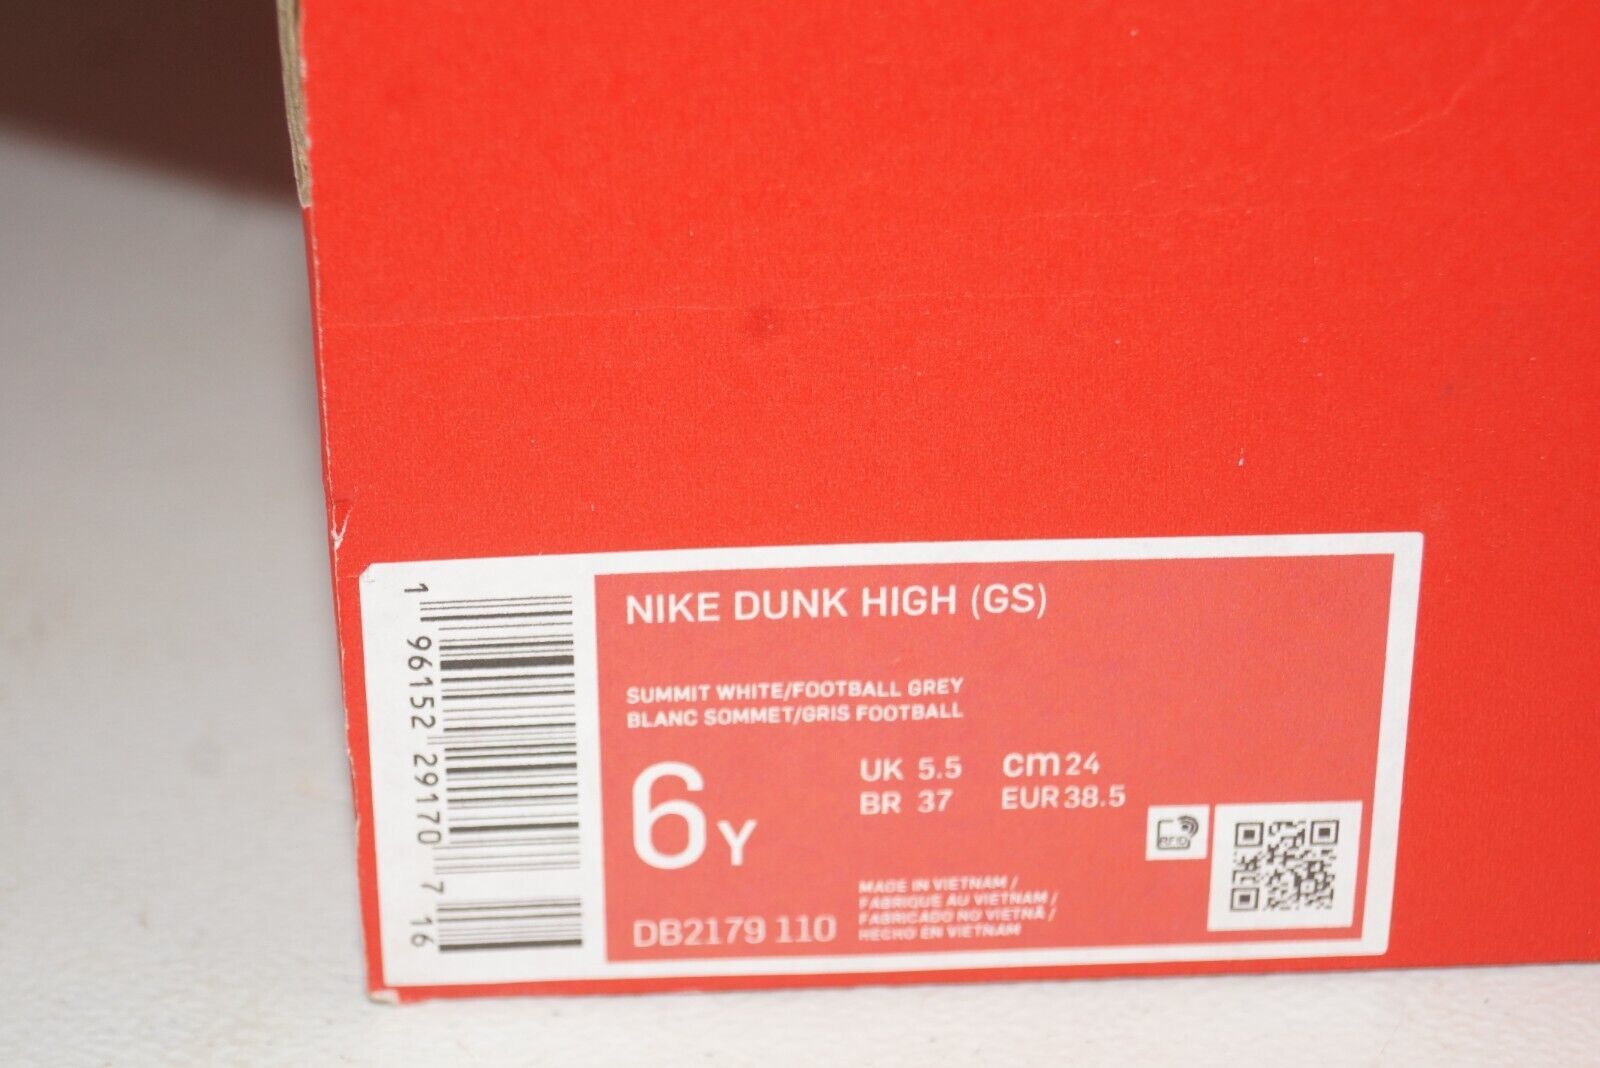 NIKE DUNK HIGH (GS)
SUMMIT WHITE/FOOTBALL GREY
BLANC SOMMET/GRIS FOOTBALL
6Y
UK 5.5 cm 24
BR 37 EUR 38.5
DB2179 110
MADE IN VIETNAM /
FABRIQUE AU VIETNAM /
FABRICADO NO VIETNÃ /
HECHO EN VIETNAM
RFID
1 96152 29170 7 16